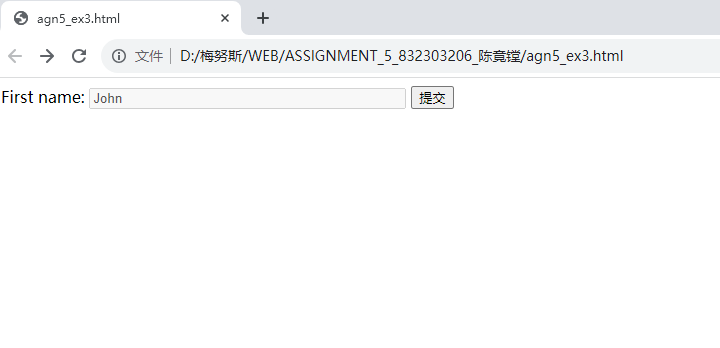 agn5_ex3.html
文件 D:/梅努斯/WEB/ASSIGNMENT_5_832303206_陈竟镗/agn5_ex3.html
First name: John 提交